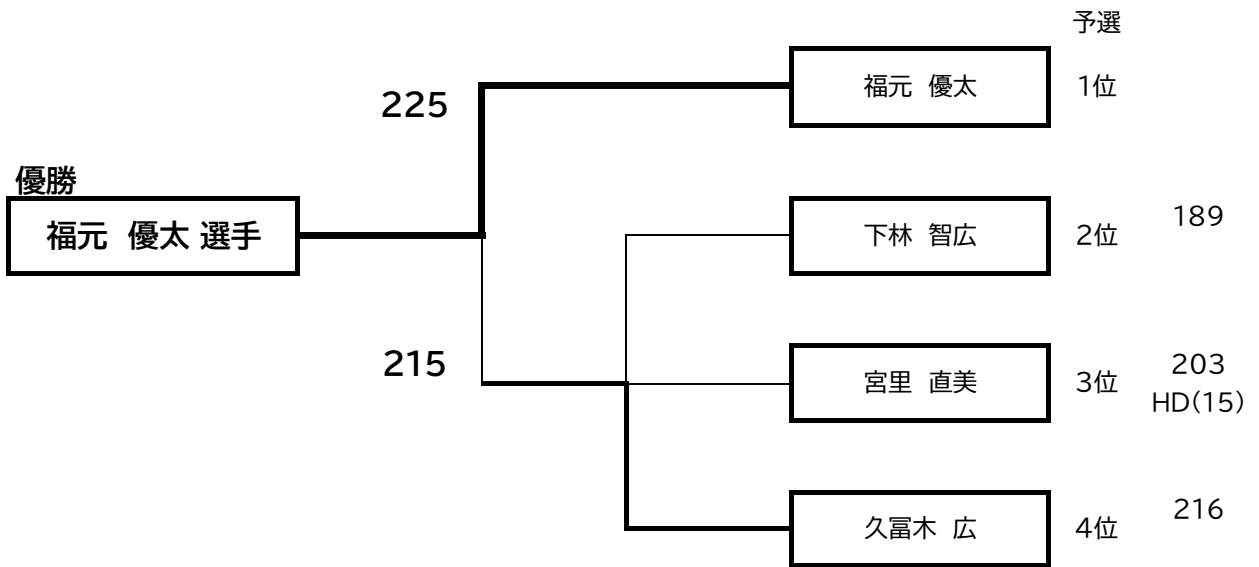 予選
福元 優太
1位
225
優勝
福元 優太 選手
下林 智広
2位
189
215
宮里 直美
3位
203
HD(15)
久冨木 広
4位
216